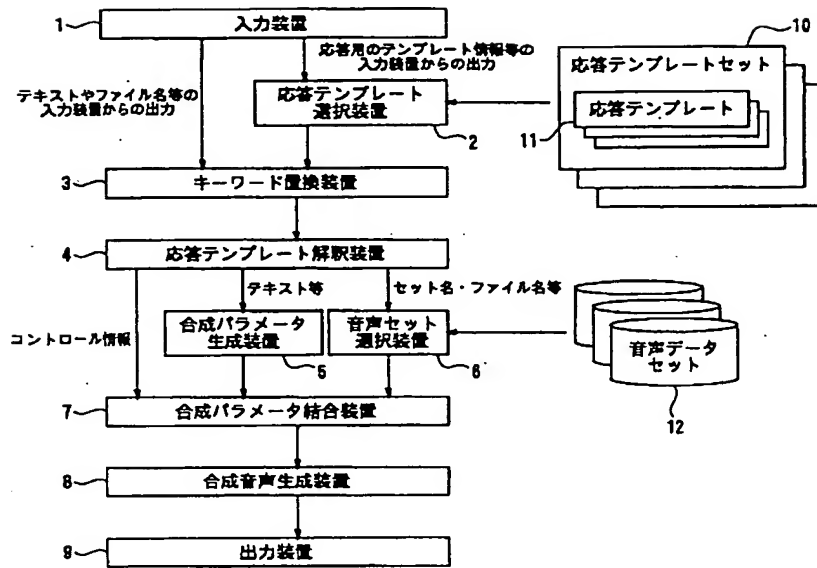 1
入力装置
10
応答用のテンプレート情報等の
入力装置からの出力
テキストやファイル名等の
入力装置からの出力
応答テンプレート
選択装置
2
応答テンプレートセット
応答テンプレート
11
3
キーワード置換装置
4
応答テンプレート解釈装置
テキスト等
セット名・ファイル名等
コントロール情報
合成パラメータ
生成装置
5
音声セット
選択装置
6
音声データ
セット
12
7
合成パラメータ結合装置
8
合成音声生成装置
9
出力装置